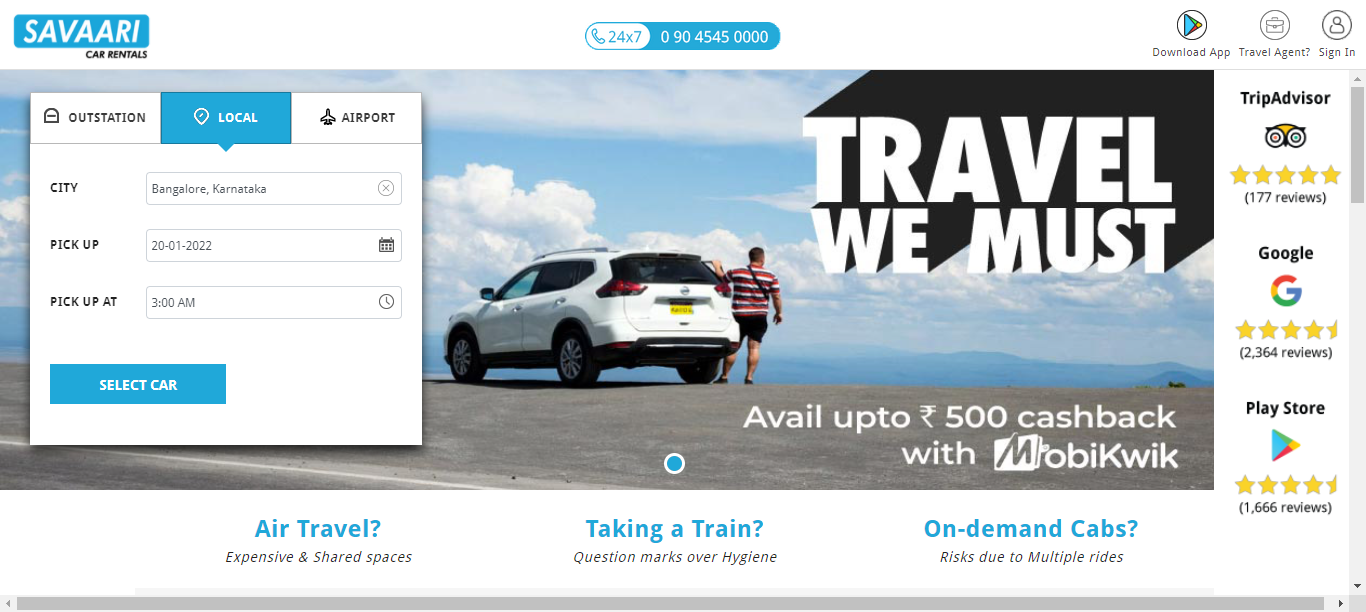 SAVAARI
CAR RENTALS
24x7 0 90 4545 0000
Download App
Travel Agent?
Sign In
OUTSTATION
LOCAL
AIRPORT
CITY
Bangalore, Karnataka
PICK UP
20-01-2022
PICK UP AT
3:00 AM
SELECT CAR
TRAVEL
WE MUST
Avail upto ₹ 500 cashback
with MobiKwik
TripAdvisor
(177 reviews)
Google
(2,364 reviews)
Play Store
(1,666 reviews)
Air Travel?
Expensive & Shared spaces
Taking a Train?
Question marks over Hygiene
On-demand Cabs?
Risks due to Multiple rides